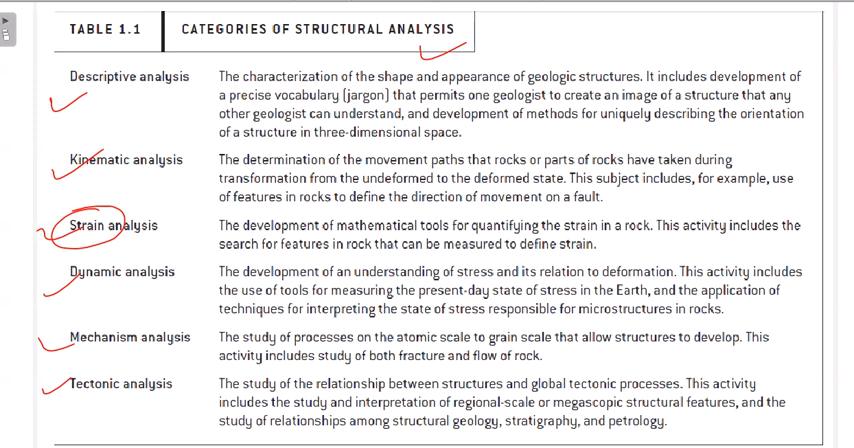 TABLE 1.1 CATEGORIES OF STRUCTURAL ANALYSIS
Descriptive analysis The characterization of the shape and appearance of geologic structures. It includes development of
a precise vocabulary (jargon) that permits one geologist to create an image of a structure that any
other geologist can understand, and development of methods for uniquely describing the orientation
of a structure in three-dimensional space.
Kinematic analysis The determination of the movement paths that rocks or parts of rocks have taken during
transformation from the undeformed to the deformed state. This subject includes, for example, use
of features in rocks to define the direction of movement on a fault.
Strain analysis The development of mathematical tools for quantifying the strain in a rock. This activity includes the
search for features in rock that can be measured to define strain.
Dynamic analysis The development of an understanding of stress and its relation to deformation. This activity includes
the use of tools for measuring the present-day state of stress in the Earth, and the application of
techniques for interpreting the state of stress responsible for microstructures in rocks.
Mechanism analysis The study of processes on the atomic scale to grain scale that allow structures to develop. This
activity includes study of both fracture and flow of rock.
Tectonic analysis The study of the relationship between structures and global tectonic processes. This activity
includes the study and interpretation of regional-scale or megascopic structural features, and the
study of relationships among structural geology, stratigraphy, and petrology.